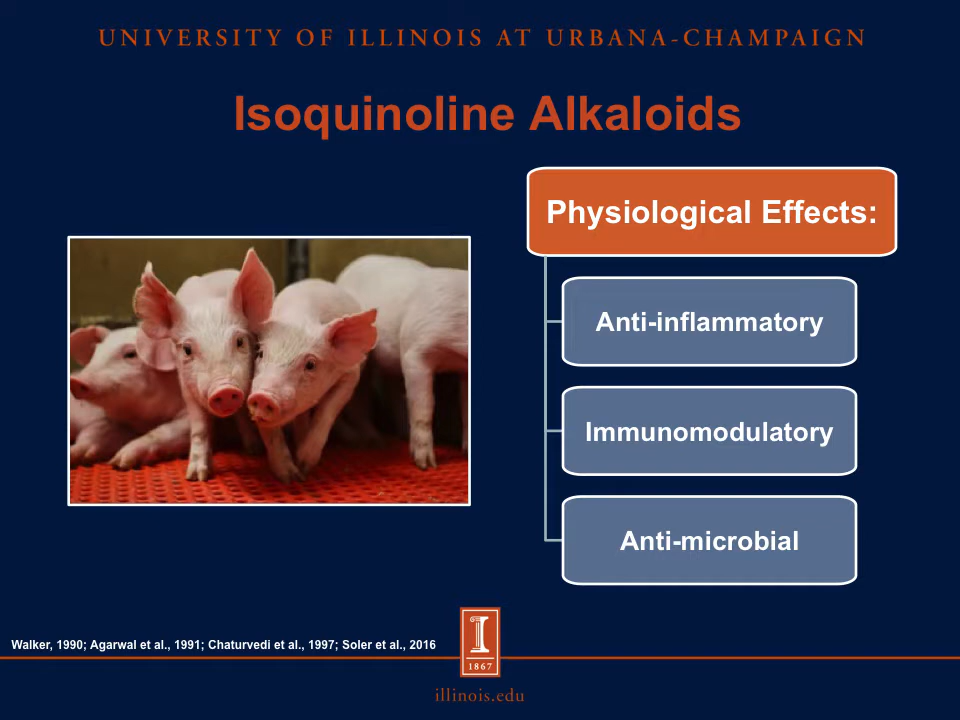 UNIVERSITY OF ILLINOIS AT URBANA-CHAMPAIGN
Isoquinoline Alkaloids
Physiological Effects:
Anti-inflammatory
Immunomodulatory
Anti-microbial
Walker, 1990; Agarwal et al., 1991; Chaturvedi et al., 1997; Soler et al., 2016
I
1867
illinois.edu